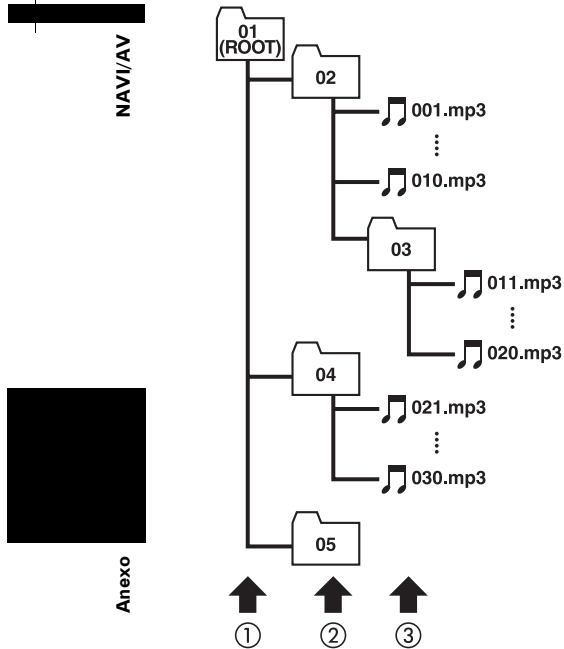 NAVI/AV
01
(ROOT)
02
001.mp3
010.mp3
03
011.mp3
020.mp3
04
021.mp3
030.mp3
05
Anexo
① ② ③